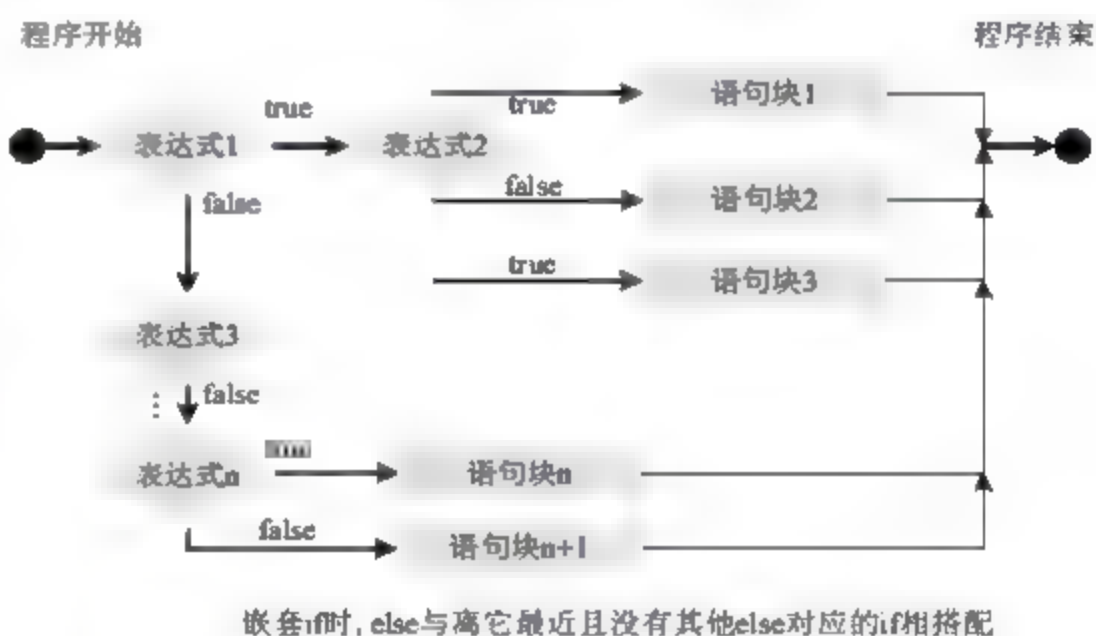 程序开始
程序结束
true
true
语句块1
表达式1
表达式2
false
false
语句块2
true
语句块3
表达式3
false
表达式n
语句块n
false
语句块n+1
嵌套if时, else与离它最近且没有其他else对应的if相搭配